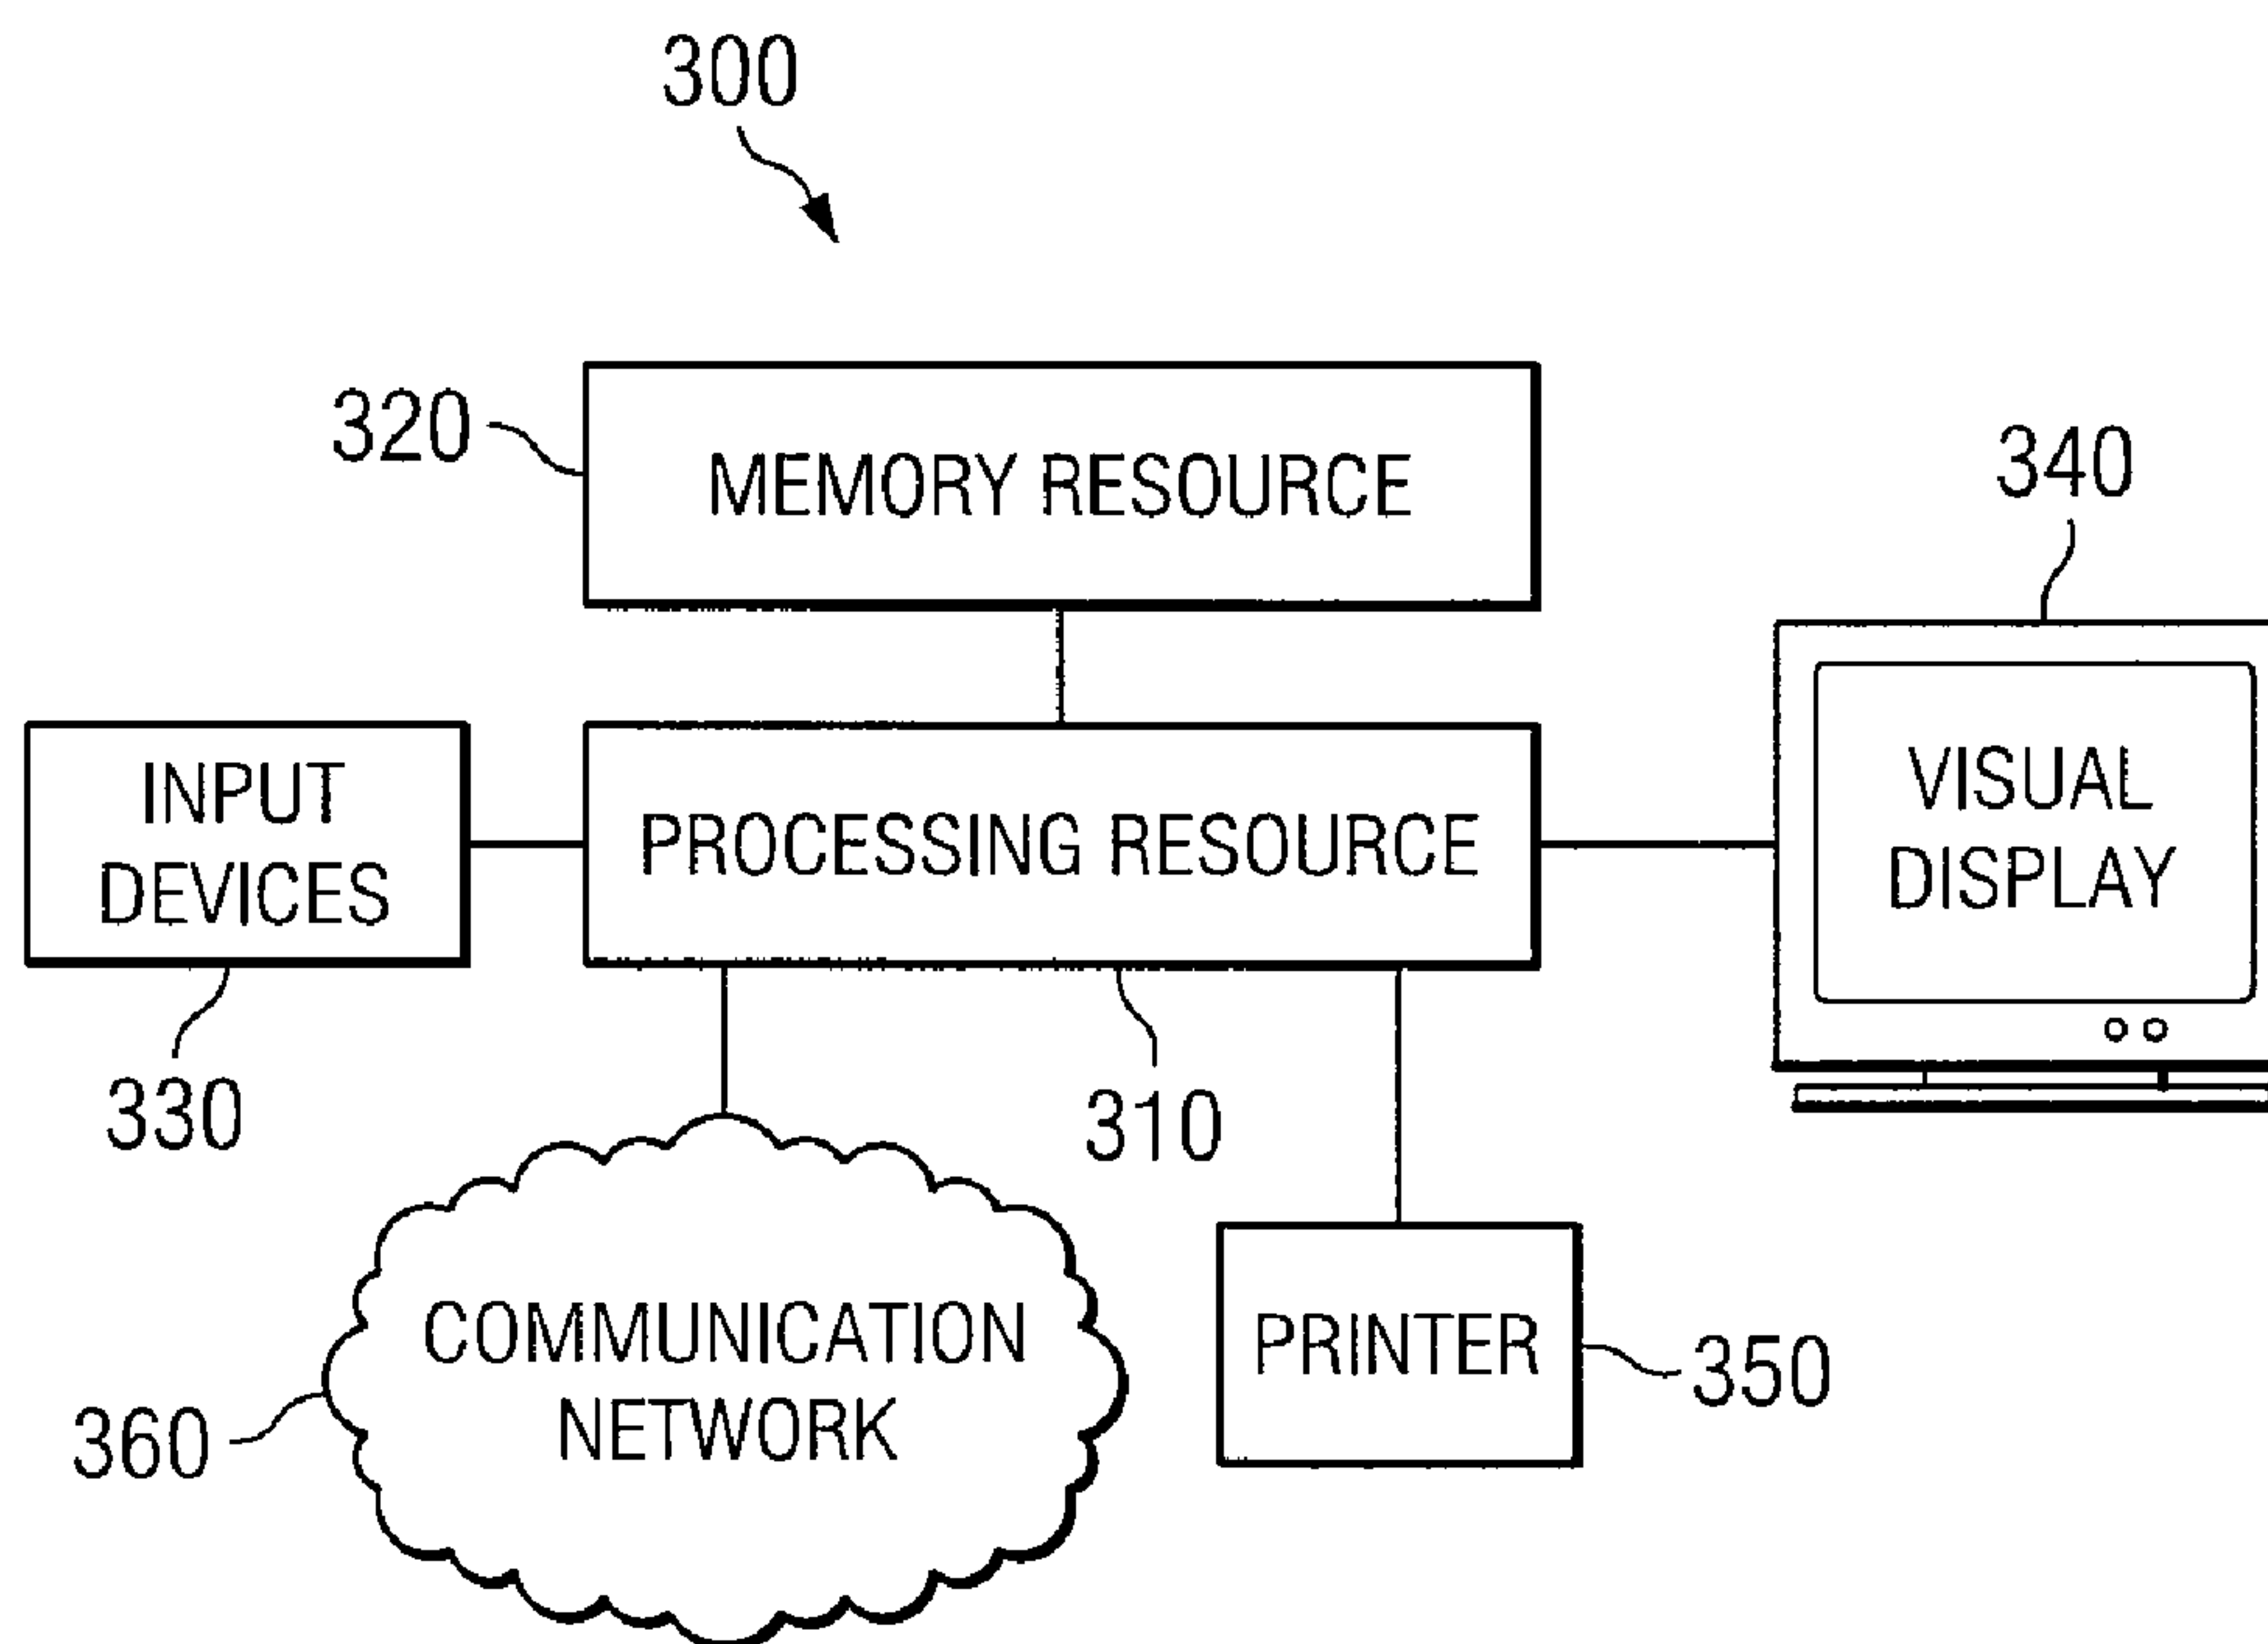 300
320
MEMORY RESOURCE
340
INPUT
DEVICES
PROCESSING RESOURCE
VISUAL
DISPLAY
330
310
COMMUNICATION
NETWORK
PRINTER
350
360